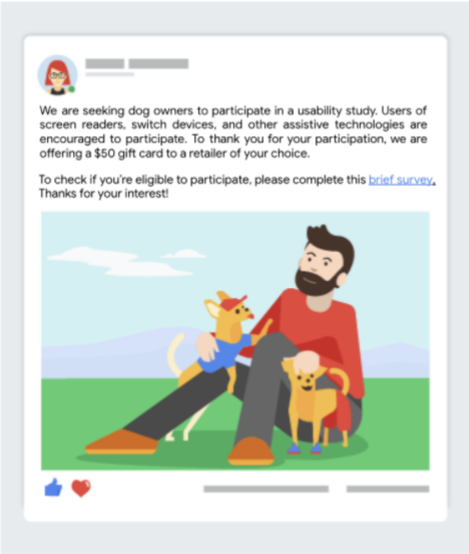 We are seeking dog owners to participate in a usability study. Users of
screen readers, switch devices, and other assistive technologies are
encouraged to participate. To thank you for your participation, we are
offering a $50 gift card to a retailer of your choice.
To check if you're eligible to participate, please complete this brief survey.
Thanks for your interest!